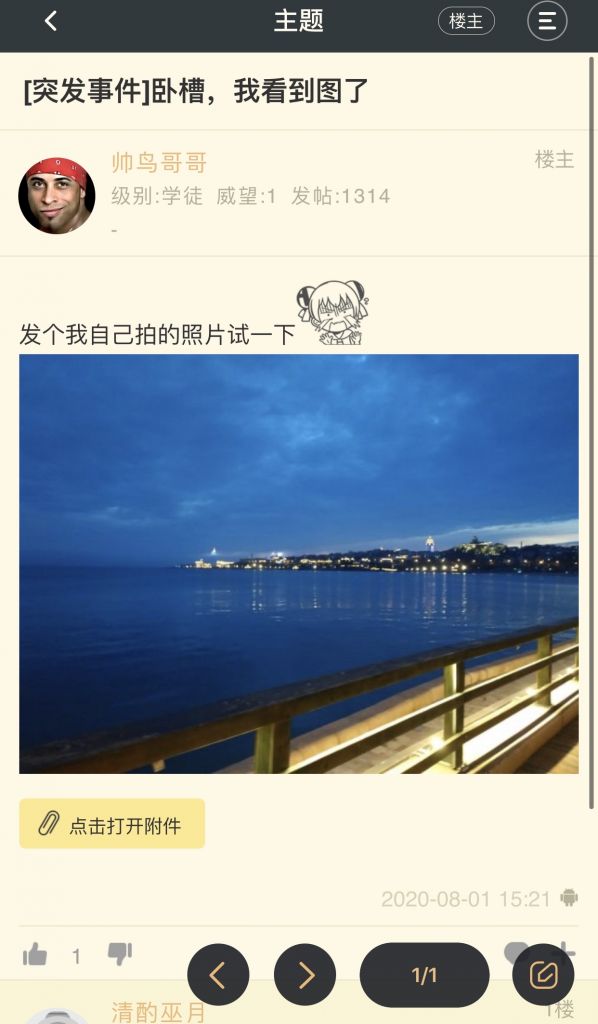 主题
楼主
[突发事件]卧槽，我看到图了
帅鸟哥哥
楼主
级别:学徒 威望:1 发帖:1314
-
发个我自己拍的照片试一下
点击打开附件
2020-08-01 15:21
1
1/1
清酌巫月
1楼